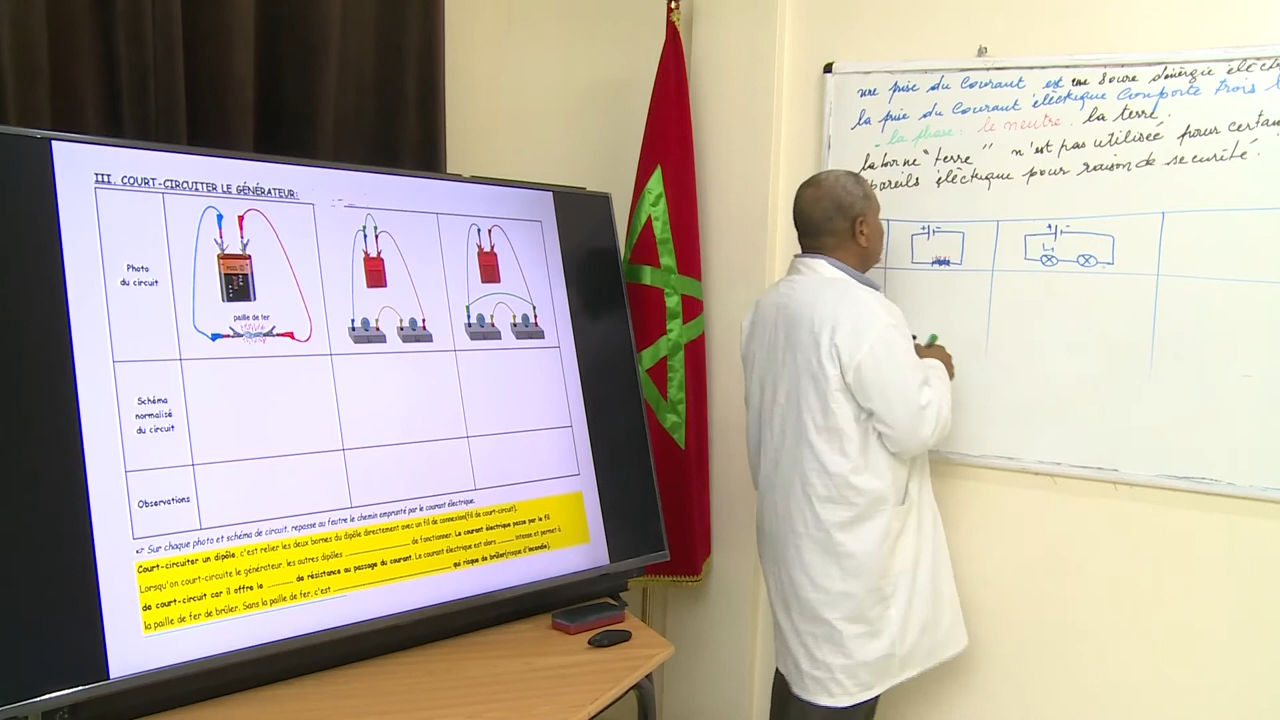 III. COURT-CIRCUITER LE GÉNÉRATEUR:
Photo
du circuit
paille de fer
Schéma
normalisé
du circuit
Observations
Sur chaque photo et schéma de circuit, repasse au feutre le chemin emprunté par le courant électrique.
Court-circuiter un dipôle, c'est relier les deux bornes du dipôle directement avec un fil de connexion(fil de court-circuit).
Lorsqu'on court-circuite le générateur, les autres dipôles ____________ de fonctionner. Le courant électrique passe par le fil
de court-circuit car il offre le ______ de résistance au passage du courant. Le courant électrique est alors ______ intense et permet à
la paille de fer de brûler. Sans la paille de fer, c'est ____________ qui risque de brûler(risque d'incendie).
une prise du Courant est une Source d'énergie
la prise du Courant électrique Comporte trois
- la phase: le neutre. la terre.
la borne "terre" n'est pas utilisée pour certain
pareils électrique pour raison de securité.
+ -
+ -
L1